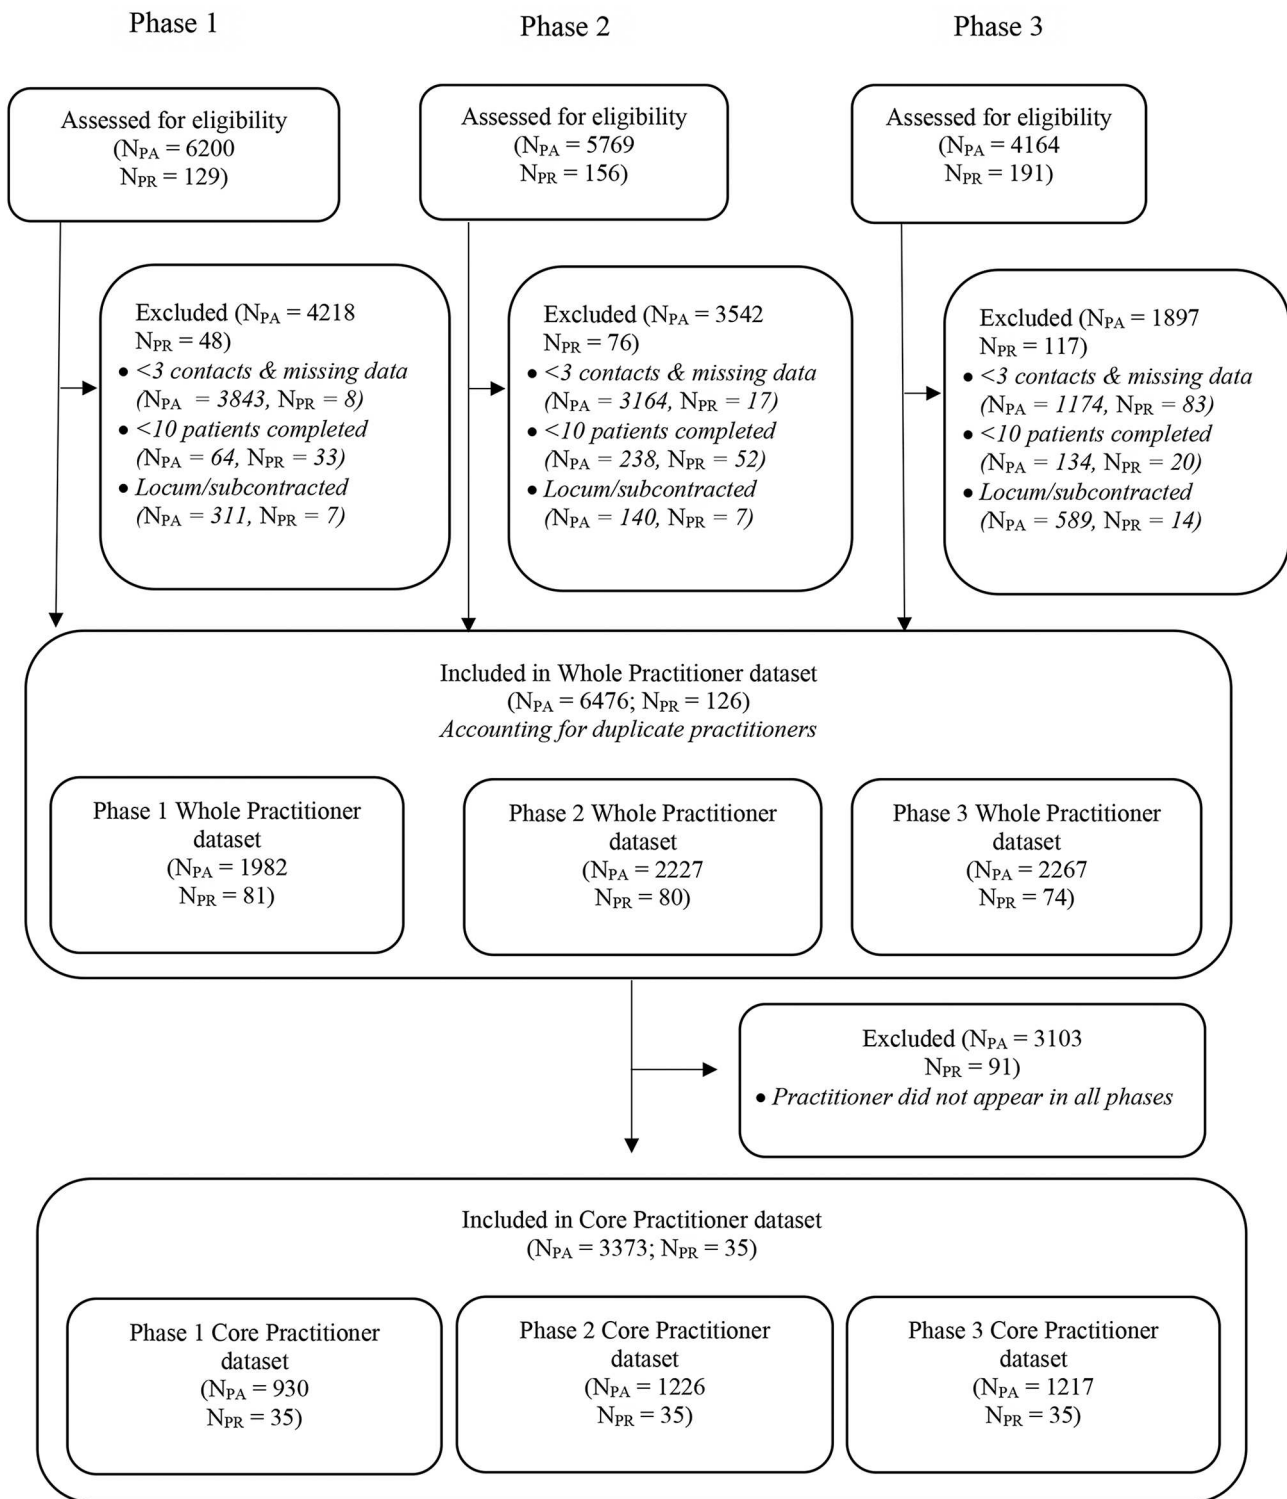 Phase 1
Phase 2
Phase 3
Assessed for eligibility
(NPA = 6200
NPR = 129)
Assessed for eligibility
(NPA = 5769
NPR = 156)
Assessed for eligibility
(NPA = 4164
NPR = 191)
Excluded (NPA = 4218
NPR = 48)
• <3 contacts & missing data
(NPA = 3843, NPR = 8)
• <10 patients completed
(NPA = 64, NPR = 33)
• Locum/subcontracted
(NPA = 311, NPR = 7)
Excluded (NPA = 3542
NPR = 76)
• <3 contacts & missing data
(NPA = 3164, NPR = 17)
• <10 patients completed
(NPA = 238, NPR = 52)
• Locum/subcontracted
(NPA = 140, NPR = 7)
Excluded (NPA = 1897
NPR = 117)
• <3 contacts & missing data
(NPA = 1174, NPR = 83)
• <10 patients completed
(NPA = 134, NPR = 20)
• Locum/subcontracted
(NPA = 589, NPR = 14)
Included in Whole Practitioner dataset
(NPA = 6476; NPR = 126)
Accounting for duplicate practitioners
Phase 1 Whole Practitioner
dataset
(NPA = 1982
NPR = 81)
Phase 2 Whole Practitioner
dataset
(NPA = 2227
NPR = 80)
Phase 3 Whole Practitioner
dataset
(NPA = 2267
NPR = 74)
Excluded (NPA = 3103
NPR = 91)
• Practitioner did not appear in all phases
Included in Core Practitioner dataset
(NPA = 3373; NPR = 35)
Phase 1 Core Practitioner
dataset
(NPA = 930
NPR = 35)
Phase 2 Core Practitioner
dataset
(NPA = 1226
NPR = 35)
Phase 3 Core Practitioner
dataset
(NPA = 1217
NPR = 35)